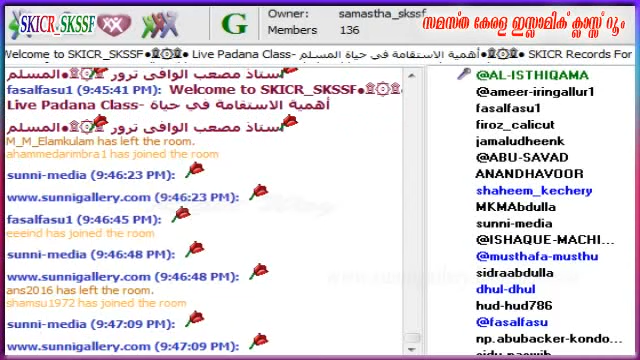 SKICR_SKSSF
G
Owner: samastha_skssf
Members 136
സമസ്ത കേരള ഇസ്ലാമിക് ക്ലാസ്സ് റൂം
Welcome to SKICR_SKSSF●۩۞۩● Live Padana Class- أهمية الاستقامة في حياة المسلم●۩۞۩● SKICR Records For
استاذ مصعب الوافي ترور ۩۞۩●المسلم
fasalfasu1 (9:45:41 PM): Welcome to SKICR_SKSSF●۩۞۩●
Live Padana Class- أهمية الاستقامة في حياة
استاذ مصعب الوافي ترور ۩۞۩●المسلم
M_M_Elamkulam has left the room.
ahammedarimbra1 has joined the room
sunni-media (9:46:23 PM):
www.sunnigallery.com (9:46:23 PM):
fasalfasu1 (9:46:45 PM):
eeeind has joined the room
sunni-media (9:46:48 PM):
www.sunnigallery.com (9:46:48 PM):
ans2016 has left the room.
shamsu1972 has joined the room
sunni-media (9:47:09 PM):
www.sunnigallery.com (9:47:09 PM):
@AL-ISTHIQAMA
@ameer-iringallur1
fasalfasu1
firoz_calicut
jamaludheenk
@ABU-SAVAD
ANANDHAVOOR
shaheem_kechery
MKMAbdulla
sunni-media
@ISHAQUE-MACHI...
@musthafa-musthu
sidraabdulla
dhul-dhul
hud-hud786
@fasalfasu
np.abubacker-kondo...